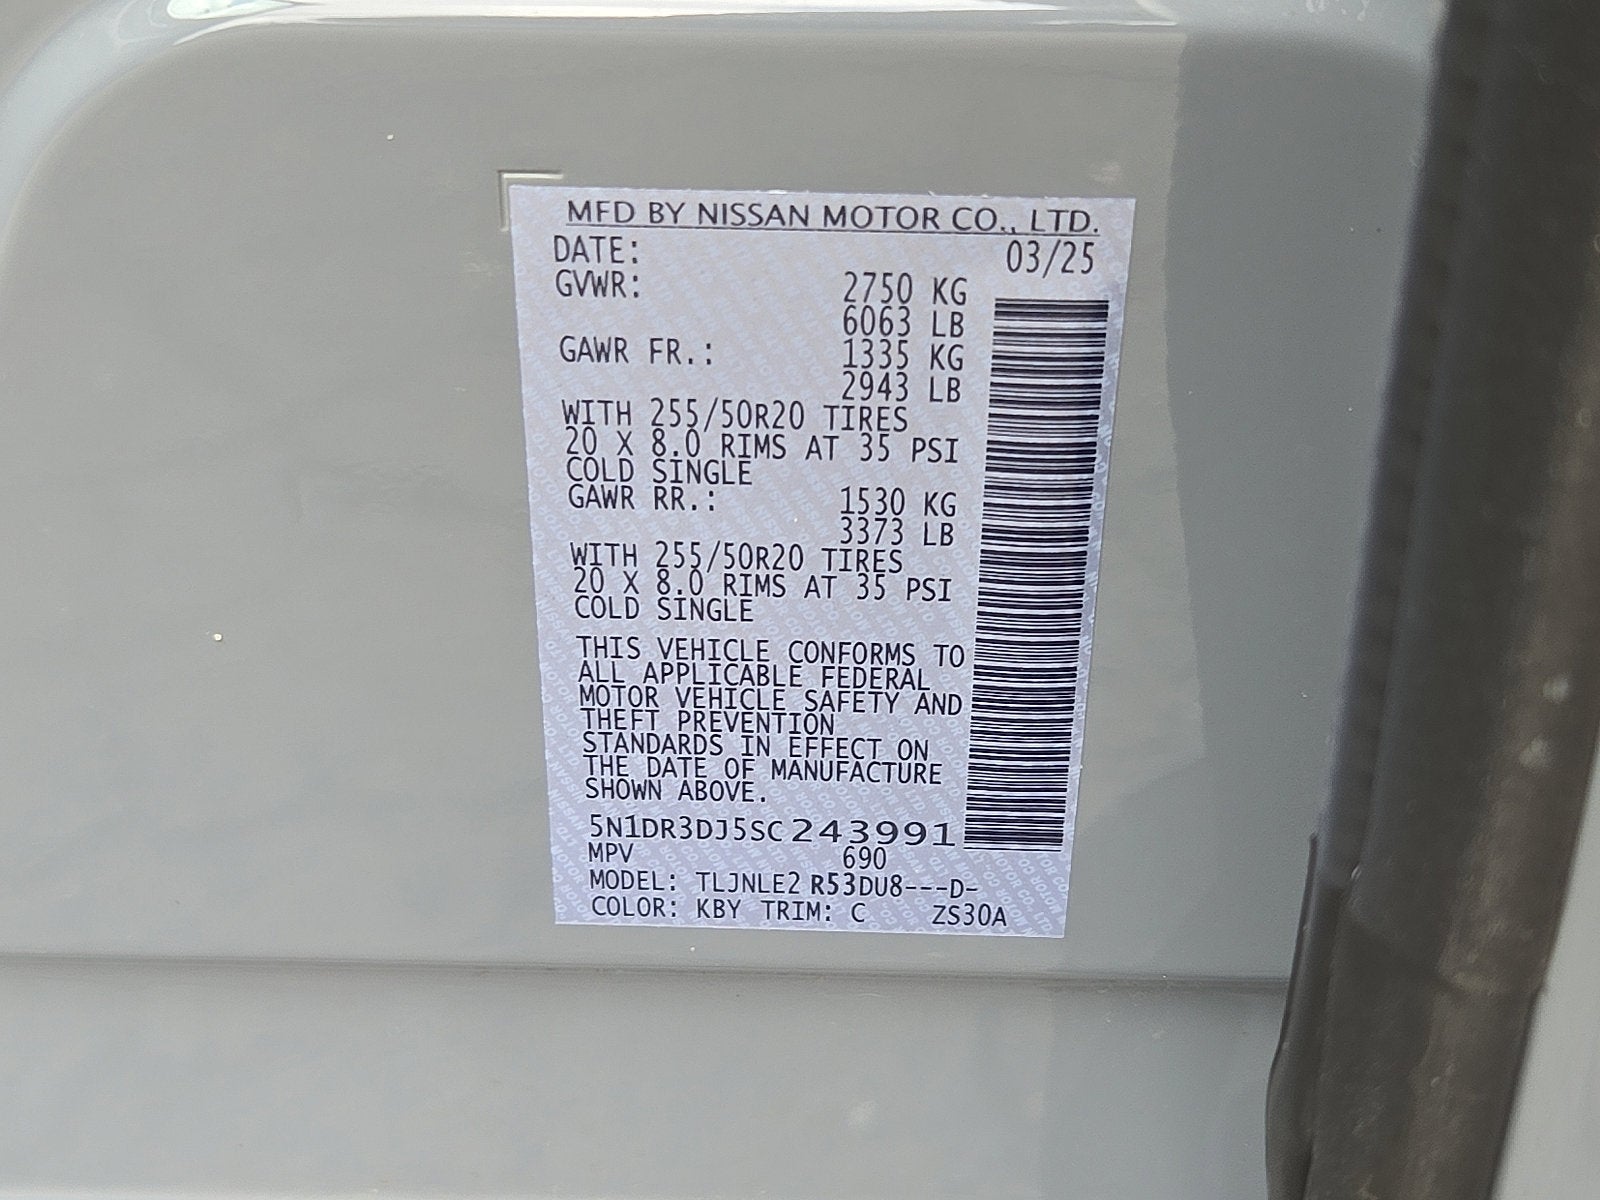 MFD BY NISSAN MOTOR CO., LTD.
DATE: 03/25
GVWR: 2750 KG
6063 LB
GAWR FR.: 1335 KG
2943 LB
WITH 255/50R20 TIRES
20 X 8.0 RIMS AT 35 PSI
COLD SINGLE
GAWR RR.: 1530 KG
3373 LB
WITH 255/50R20 TIRES
20 X 8.0 RIMS AT 35 PSI
COLD SINGLE
THIS VEHICLE CONFORMS TO
ALL APPLICABLE FEDERAL
MOTOR VEHICLE SAFETY AND
THEFT PREVENTION
STANDARDS IN EFFECT ON
THE DATE OF MANUFACTURE
SHOWN ABOVE.
5N1DR3DJ5SC243991
MPV 690
MODEL: TLJNLE2 R53DU8---D-
COLOR: KBY TRIM: C ZS30A